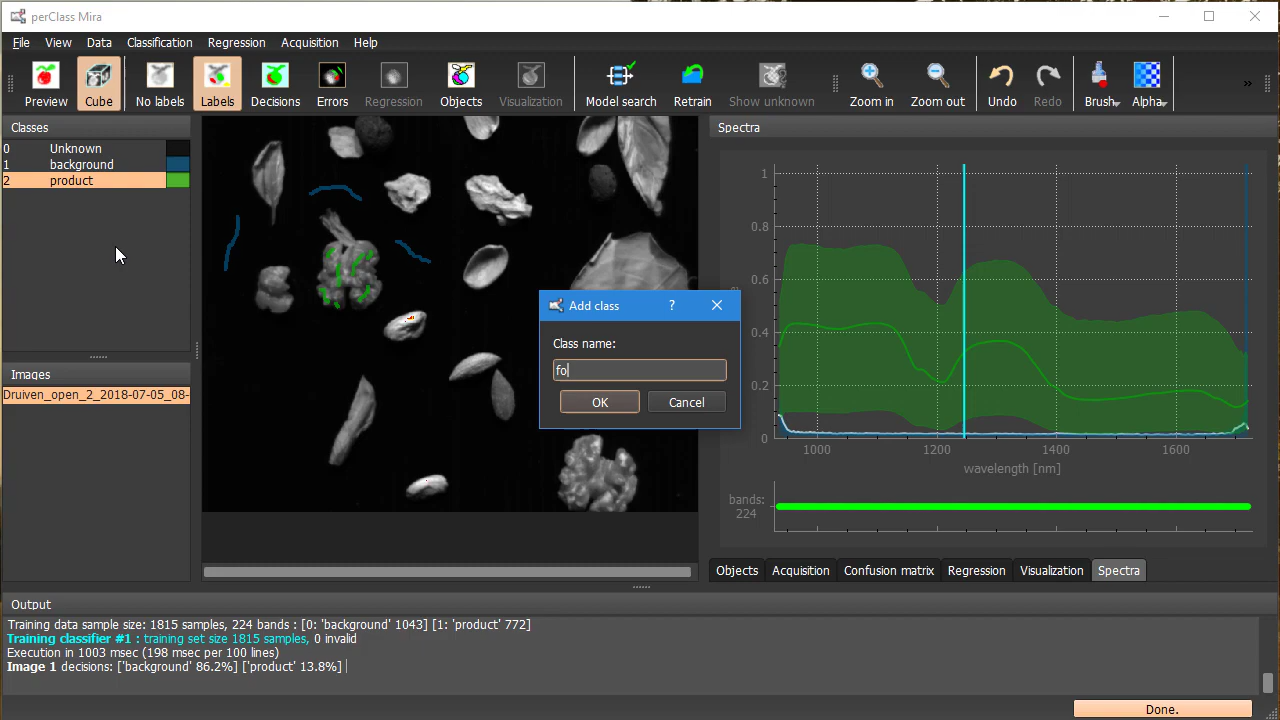 perClass Mira
File View Data Classification Regression Acquisition Help
Preview Cube No labels Labels Decisions Errors Regression Objects Visualization Model search Retrain Show unknown Zoom in Zoom out Undo Redo Brush Alpha »
Classes
0 Unknown
1 background
2 product
Images
Druiven_open_2_2018-07-05_08-
Add class ?
Class name:
fo
OK Cancel
Spectra
1
0.8
0.6
0.4
0.2
0
1000 1200 1400 1600
wavelength [nm]
bands:
224
Objects Acquisition Confusion matrix Regression Visualization Spectra
Output
Training data sample size: 1815 samples, 224 bands : [0: 'background' 1043] [1: 'product' 772]
Training classifier #1 : training set size 1815 samples, 0 invalid
Execution in 1003 msec (198 msec per 100 lines)
Image 1 decisions: ['background' 86.2%] ['product' 13.8%]
Done.